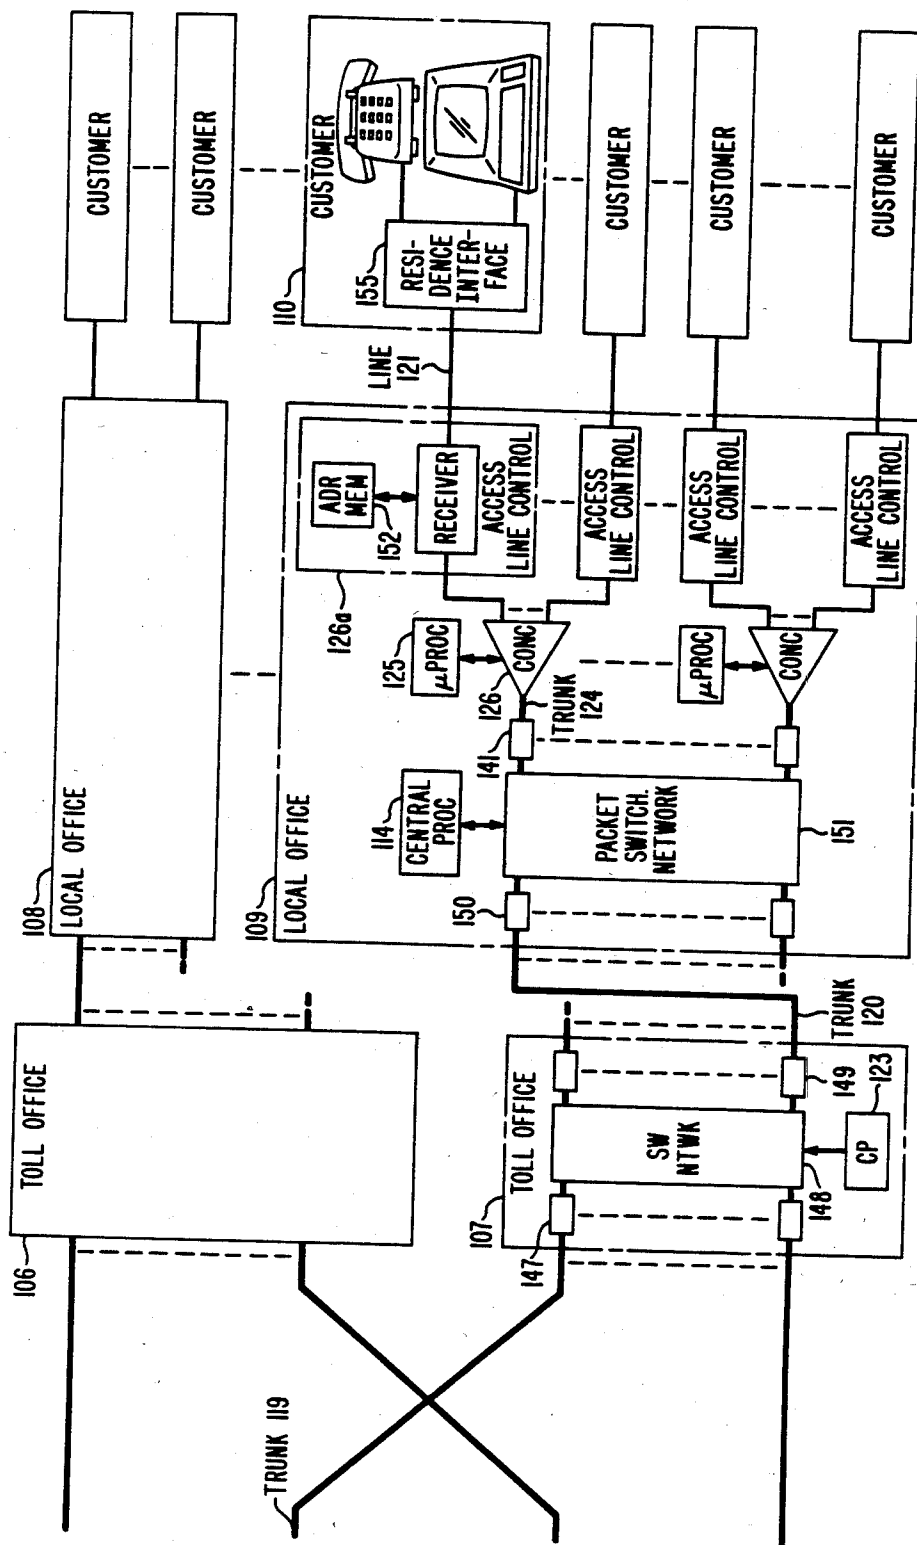 TRUNK 119
106
TOLL OFFICE
108
LOCAL OFFICE
CUSTOMER
CUSTOMER
107
TOLL OFFICE
147
SW
NTWK
148
CP
123
149
TRUNK
120
109
LOCAL OFFICE
150
114
CENTRAL
PROC
PACKET
SWITCH.
NETWORK
151
141
TRUNK
124
125
μPROC
126
CONC
μPROC
CONC
126a
ADR
MEM
152
RECEIVER
ACCESS
LINE CONTROL
ACCESS
LINE CONTROL
ACCESS
LINE CONTROL
ACCESS
LINE CONTROL
LINE
121
110
CUSTOMER
155
RESI-
DENCE
INTER-
FACE
CUSTOMER
CUSTOMER
CUSTOMER